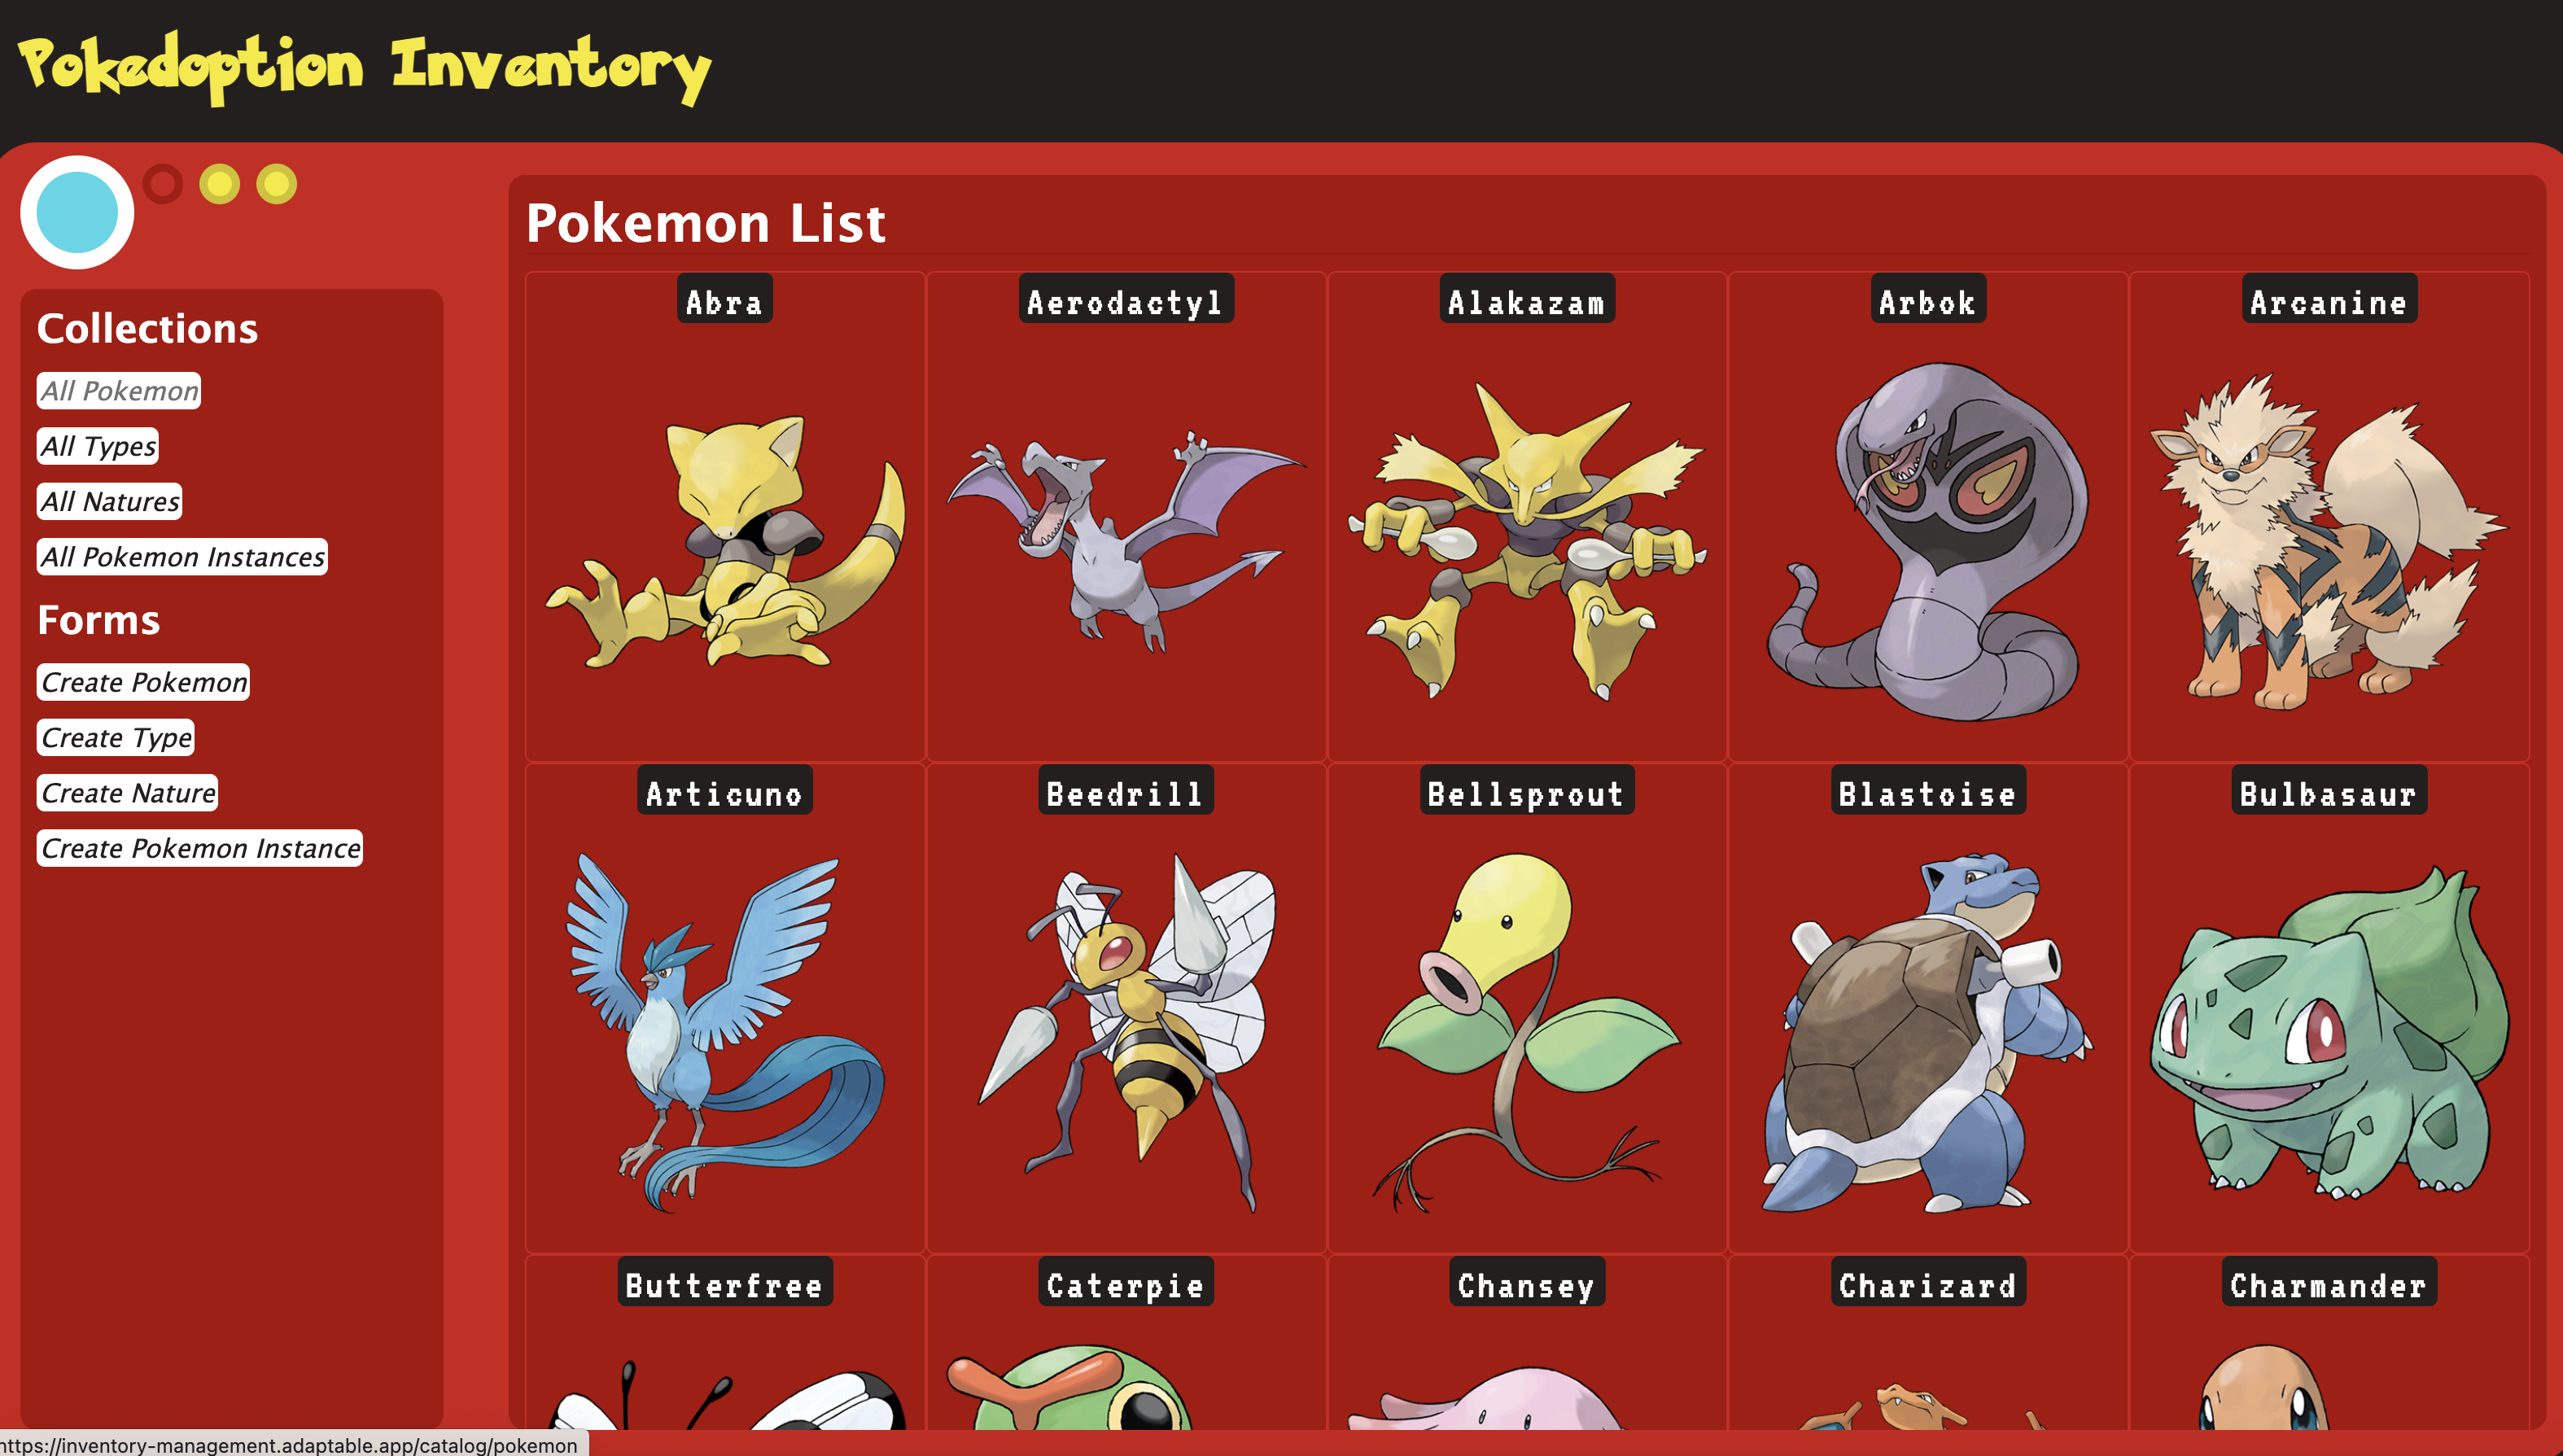 Pokedoption Inventory
Collections
All Pokemon
All Types
All Natures
All Pokemon Instances
Forms
Create Pokemon
Create Type
Create Nature
Create Pokemon Instance
Pokemon List
Abra
Aerodactyl
Alakazam
Arbok
Arcanine
Articuno
Beedrill
Bellsprout
Blastoise
Bulbasaur
Butterfree
Caterpie
Chansey
Charizard
Charmander
https://inventory-management.adaptable.app/catalog/pokemon